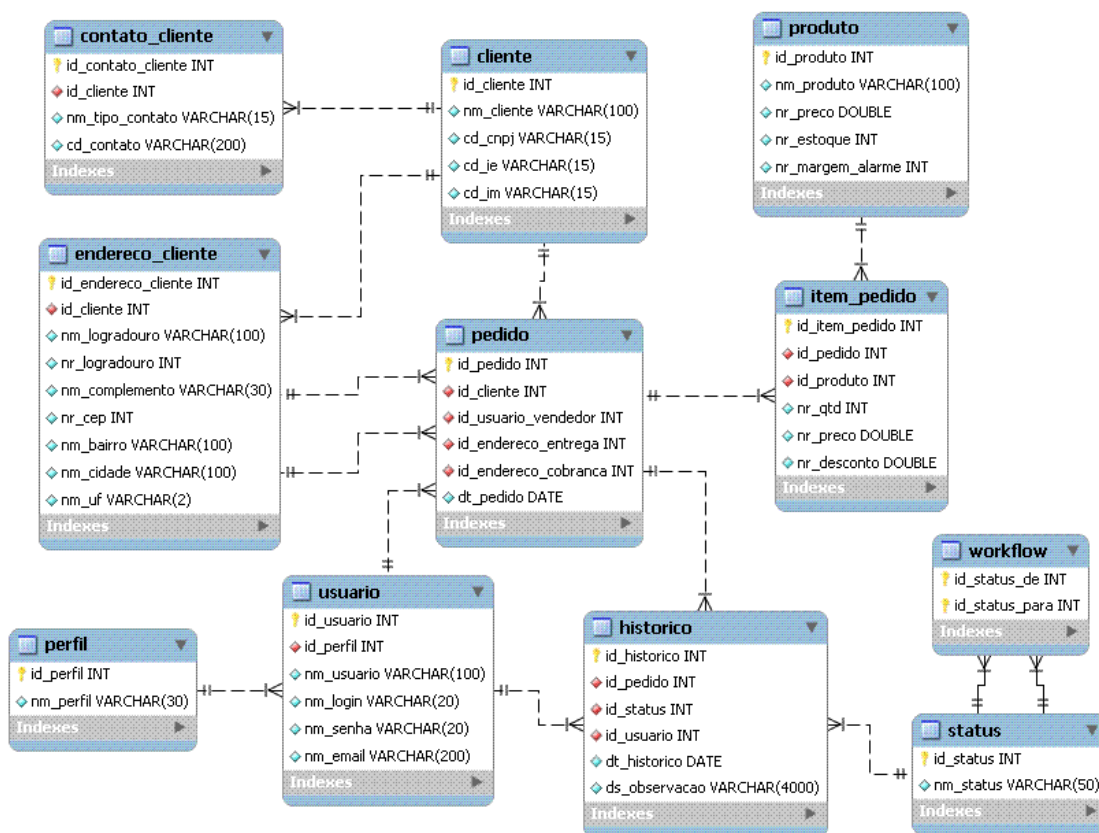 contato_cliente
id_contato_cliente INT
id_cliente INT
nm_tipo_contato VARCHAR(15)
cd_contato VARCHAR(200)
Indexes
cliente
id_cliente INT
nm_cliente VARCHAR(100)
cd_cnpj VARCHAR(15)
cd_ie VARCHAR(15)
cd_im VARCHAR(15)
Indexes
produto
id_produto INT
nm_produto VARCHAR(100)
nr_preco DOUBLE
nr_estoque INT
nr_margem_alarme INT
Indexes
endereco_cliente
id_endereco_cliente INT
id_cliente INT
nm_logradouro VARCHAR(100)
nr_logradouro INT
nm_complemento VARCHAR(30)
nr_cep INT
nm_bairro VARCHAR(100)
nm_cidade VARCHAR(100)
nm_uf VARCHAR(2)
Indexes
pedido
id_pedido INT
id_cliente INT
id_usuario_vendedor INT
id_endereco_entrega INT
id_endereco_cobranca INT
dt_pedido DATE
Indexes
item_pedido
id_item_pedido INT
id_pedido INT
id_produto INT
nr_qtd INT
nr_preco DOUBLE
nr_desconto DOUBLE
Indexes
perfil
id_perfil INT
nm_perfil VARCHAR(30)
Indexes
usuario
id_usuario INT
id_perfil INT
nm_usuario VARCHAR(100)
nm_login VARCHAR(20)
nm_senha VARCHAR(20)
nm_email VARCHAR(200)
Indexes
historico
id_historico INT
id_pedido INT
id_status INT
id_usuario INT
dt_historico DATE
ds_observacao VARCHAR(4000)
Indexes
workflow
id_status_de INT
id_status_para INT
Indexes
status
id_status INT
nm_status VARCHAR(50)
Indexes